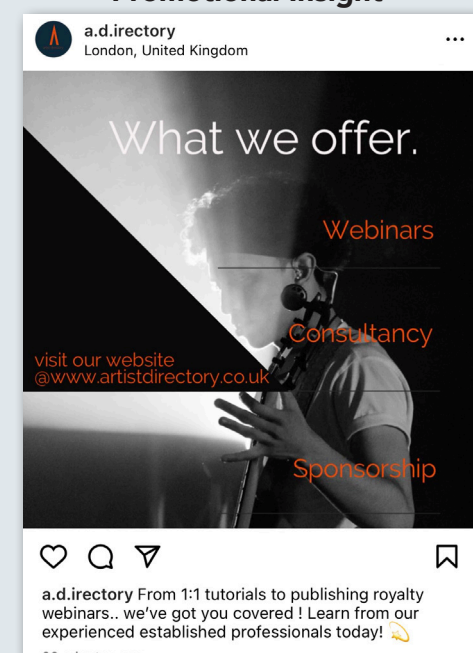 Promotional Insight
a.d.irectory
London, United Kingdom
What we offer.
Webinars
Consultancy
visit our website
@www.artistdirectory.co.uk
Sponsorship
a.d.irectory From 1:1 tutorials to publishing royalty
webinars.. we've got you covered ! Learn from our
experienced established professionals today! 💫